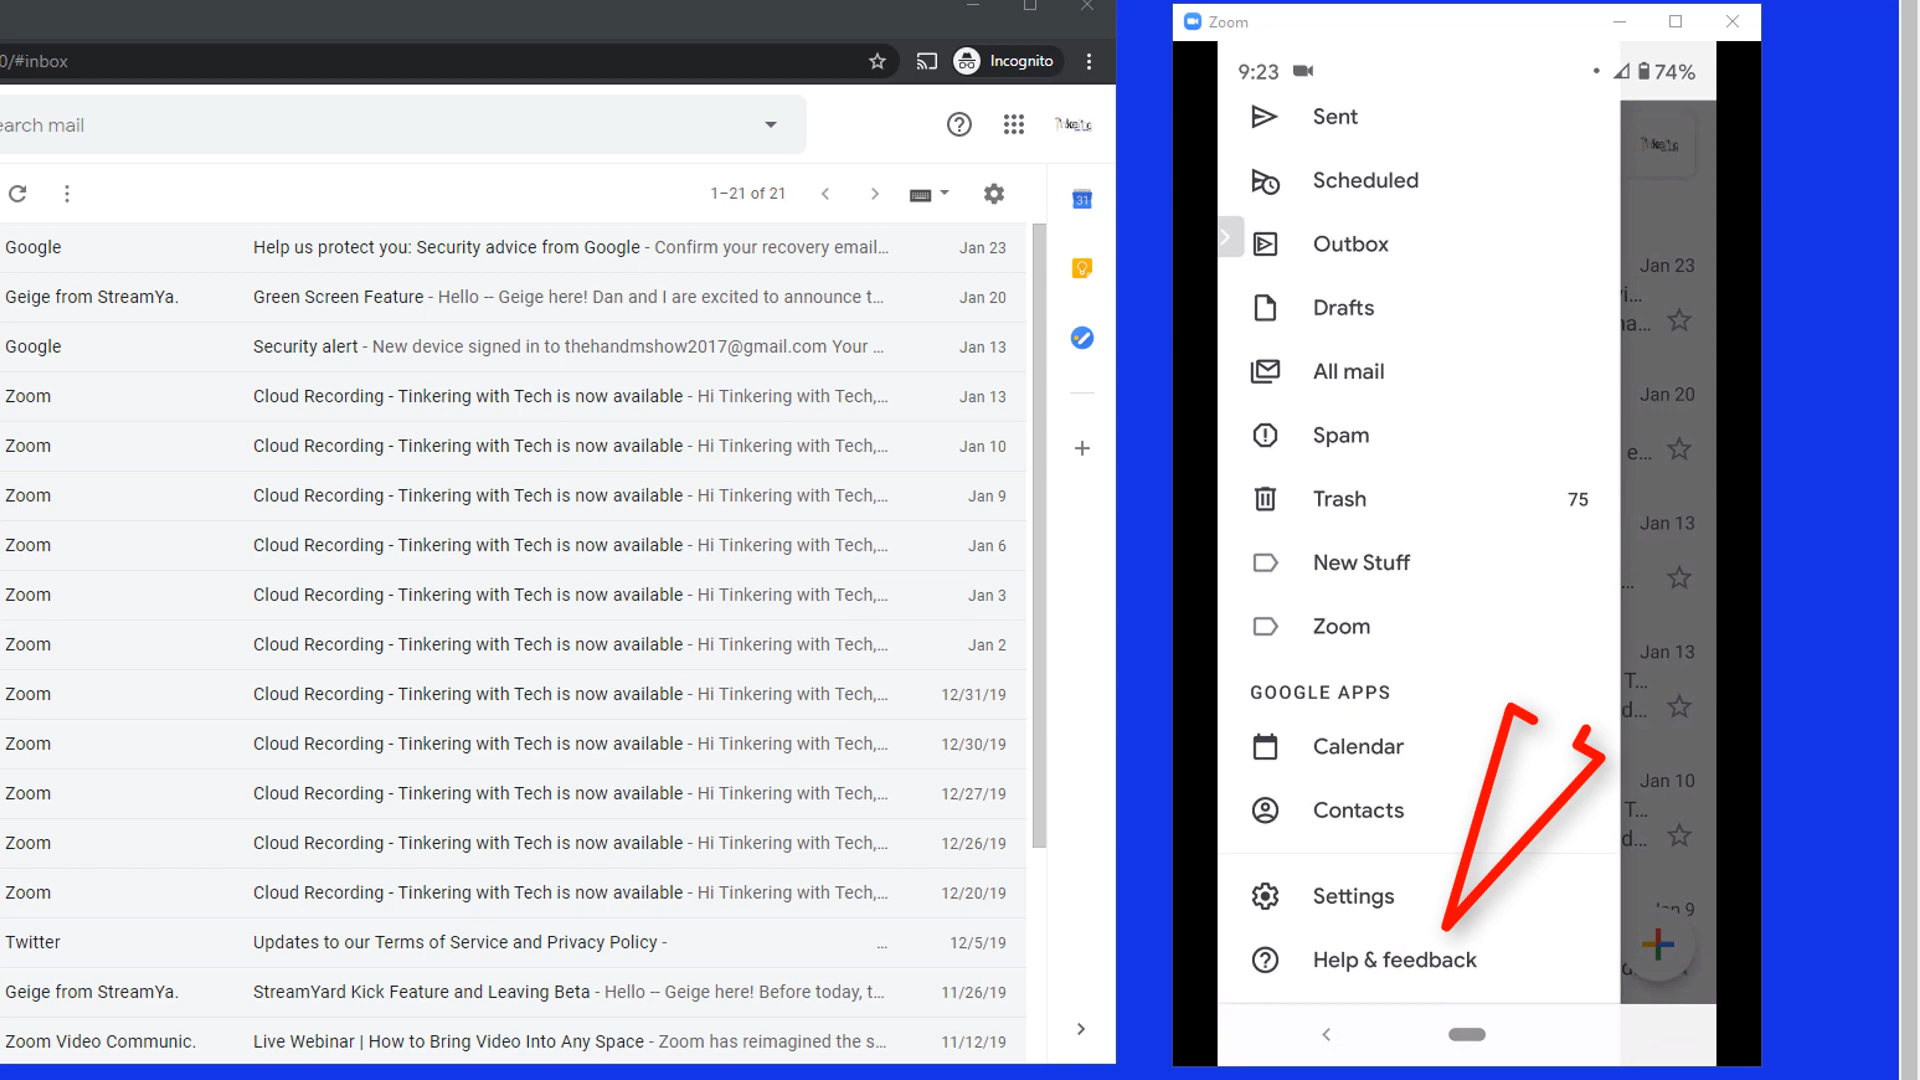 0/#inbox
Incognito
earch mail
1–21 of 21
31
Google Help us protect you: Security advice from Google - Confirm your recovery email... Jan 23
Geige from StreamYa. Green Screen Feature - Hello -- Geige here! Dan and I are excited to announce t... Jan 20
Google Security alert - New device signed in to thehandmshow2017@gmail.com Your ... Jan 13
Zoom Cloud Recording - Tinkering with Tech is now available - Hi Tinkering with Tech,... Jan 13
Zoom Cloud Recording - Tinkering with Tech is now available - Hi Tinkering with Tech,... Jan 10
Zoom Cloud Recording - Tinkering with Tech is now available - Hi Tinkering with Tech,... Jan 9
Zoom Cloud Recording - Tinkering with Tech is now available - Hi Tinkering with Tech,... Jan 6
Zoom Cloud Recording - Tinkering with Tech is now available - Hi Tinkering with Tech,... Jan 3
Zoom Cloud Recording - Tinkering with Tech is now available - Hi Tinkering with Tech,... Jan 2
Zoom Cloud Recording - Tinkering with Tech is now available - Hi Tinkering with Tech,... 12/31/19
Zoom Cloud Recording - Tinkering with Tech is now available - Hi Tinkering with Tech,... 12/30/19
Zoom Cloud Recording - Tinkering with Tech is now available - Hi Tinkering with Tech,... 12/27/19
Zoom Cloud Recording - Tinkering with Tech is now available - Hi Tinkering with Tech,... 12/26/19
Zoom Cloud Recording - Tinkering with Tech is now available - Hi Tinkering with Tech,... 12/20/19
Twitter Updates to our Terms of Service and Privacy Policy - ... 12/5/19
Geige from StreamYa. StreamYard Kick Feature and Leaving Beta - Hello -- Geige here! Before today, t... 11/26/19
Zoom Video Communic. Live Webinar | How to Bring Video Into Any Space - Zoom has reimagined the s... 11/12/19
Zoom
9:23 74%
Sent
Scheduled
Outbox
Drafts
All mail
Spam
Trash 75
New Stuff
Zoom
GOOGLE APPS
Calendar
Contacts
Settings
Help & feedback
Jan 23
Jan 20
e...
Jan 13
...
Jan 13
T...
d...
Jan 10
T...
d...